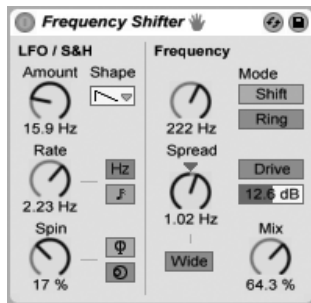 Frequency Shifter
LFO / S&H
Amount Shape
15.9 Hz
Rate
Hz
2.23 Hz
Spin
Φ
17 %
Frequency
Mode
Shift
222 Hz
Ring
Spread
Drive
12.6 dB
1.02 Hz
Wide
Mix
64.3 %